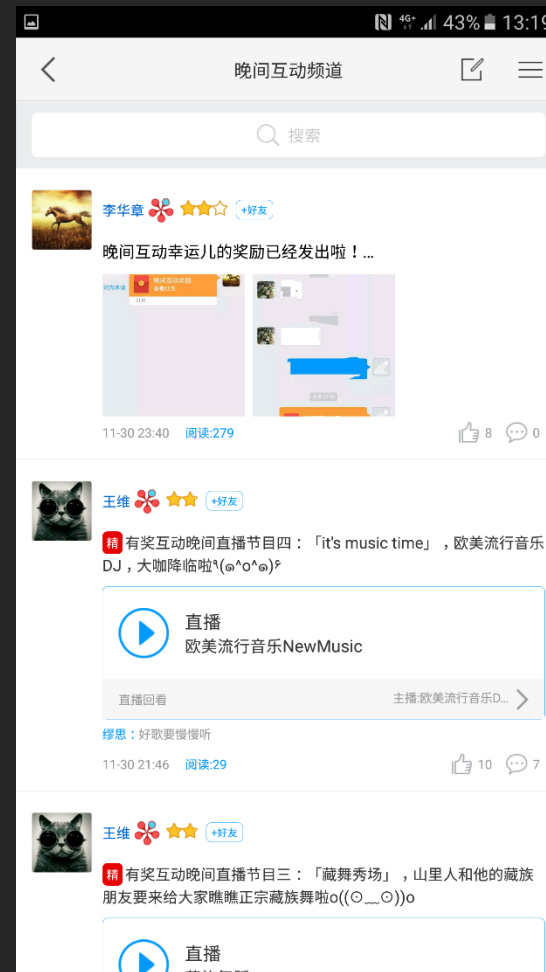 4G+ 43% 13:19
晚间互动频道
搜索
李华章 +好友
晚间互动幸运儿的奖励已经发出啦！...
11-30 23:40 阅读:279 8 0
王维 +好友
精 有奖互动晚间直播节目四：「it's music time」，欧美流行音乐
DJ，大咖降临啦٩(๑^o^๑)۶
直播
欧美流行音乐NewMusic
直播回看 主播:欧美流行音乐D...
缪思：好歌要慢慢听
11-30 21:46 阅读:29 10 7
王维 +好友
精 有奖互动晚间直播节目三：「藏舞秀场」，山里人和他的藏族
朋友要来给大家瞧瞧正宗藏族舞啦o((⊙﹏⊙))o
直播